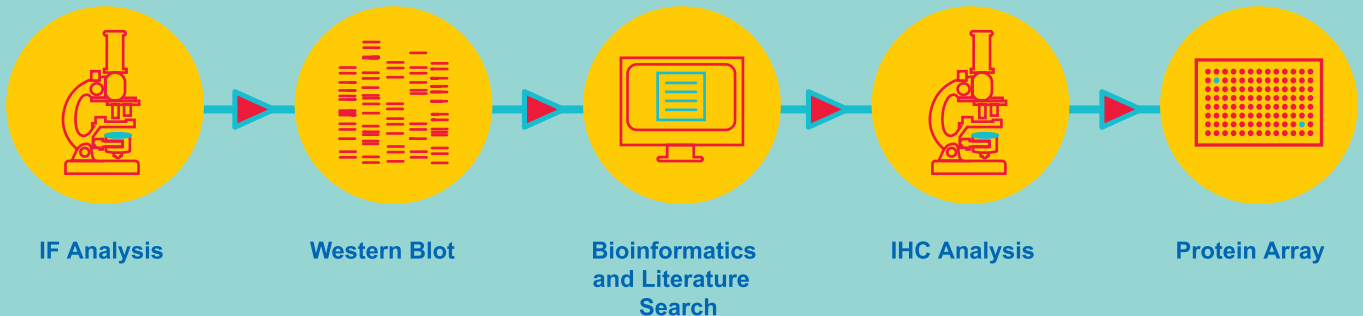 IF Analysis
Western Blot
Bioinformatics
and Literature
Search
IHC Analysis
Protein Array